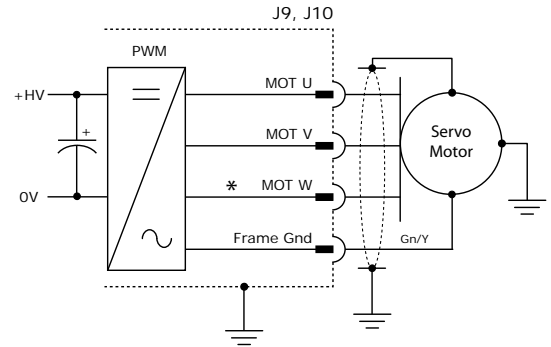 J9, J10
PWM
MOT U
+HV
+
MOT V
Servo
Motor
0V
* MOT W
Frame Gnd
Gn/Y